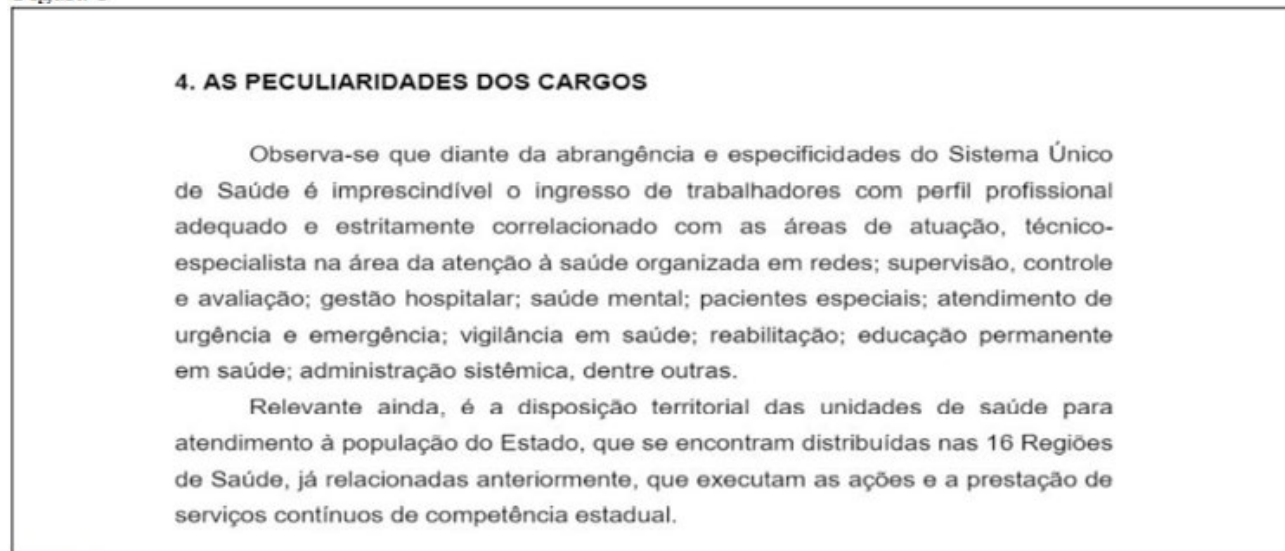 4. AS PECULIARIDADES DOS CARGOS
Observa-se que diante da abrangência e especificidades do Sistema Único
de Saúde é imprescindível o ingresso de trabalhadores com perfil profissional
adequado e estritamente correlacionado com as áreas de atuação, técnico-
especialista na área da atenção à saúde organizada em redes; supervisão, controle
e avaliação; gestão hospitalar; saúde mental; pacientes especiais; atendimento de
urgência e emergência; vigilância em saúde; reabilitação; educação permanente
em saúde; administração sistêmica, dentre outras.
Relevante ainda, é a disposição territorial das unidades de saúde para
atendimento à população do Estado, que se encontram distribuídas nas 16 Regiões
de Saúde, já relacionadas anteriormente, que executam as ações e a prestação de
serviços contínuos de competência estadual.